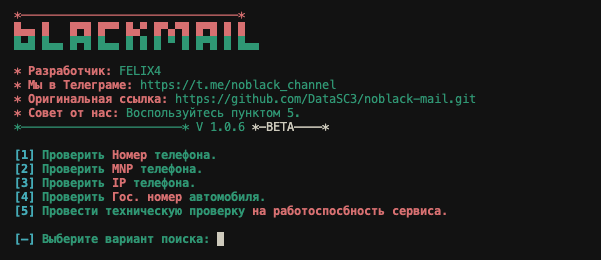 BLACKMAIL
* Разработчик: FELIX4
* Мы в Телеграме: https://t.me/noblack_channel
* Оригинальная ссылка: https://github.com/DataSC3/noblack-mail.git
* Совет от нас: Воспользуйтесь пунктом 5.
*————————————————————————* V 1.0.6 *—BETA————*
[1] Проверить Номер телефона.
[2] Проверить MNP телефона.
[3] Проверить IP телефона.
[4] Проверить Гос. номер автомобиля.
[5] Провести техническую проверку на работоспосбность сервиса.
[—] Выберите вариант поиска: